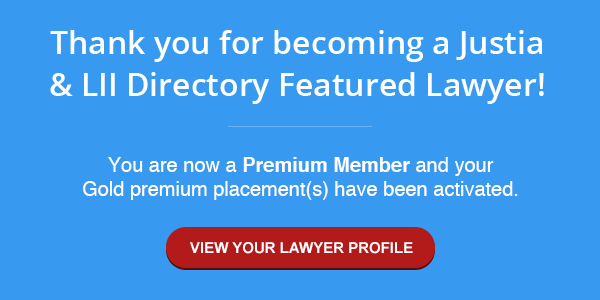 Thank you for becoming a Justia
& LII Directory Featured Lawyer!
You are now a Premium Member and your
Gold premium placement(s) have been activated.
VIEW YOUR LAWYER PROFILE